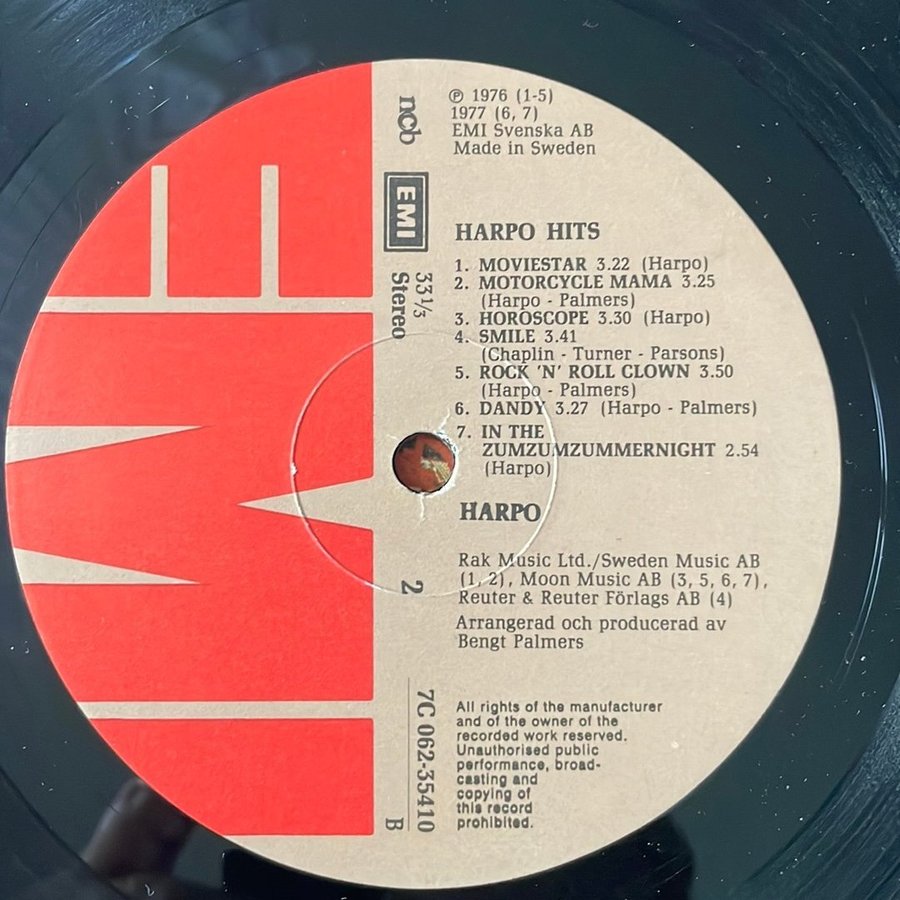 ℗ 1976 (1-5)
1977 (6, 7)
EMI Svenska AB
Made in Sweden
ncb
EMI
33 1/3
Stereo
HARPO HITS
1. MOVIESTAR 3.22 (Harpo)
2. MOTORCYCLE MAMA 3.25
(Harpo - Palmers)
3. HOROSCOPE 3.30 (Harpo)
4. SMILE 3.41
(Chaplin - Turner - Parsons)
5. ROCK 'N' ROLL CLOWN 3.50
(Harpo - Palmers)
6. DANDY 3.27 (Harpo - Palmers)
7. IN THE
ZUMZUMZUMMERNIGHT 2.54
(Harpo)
HARPO
2
Rak Music Ltd./Sweden Music AB
(1, 2), Moon Music AB (3, 5, 6, 7),
Reuter & Reuter Förlags AB (4)
Arrangerad och producerad av
Bengt Palmers
7C 062-35410
B
All rights of the manufacturer
and of the owner of the
recorded work reserved.
Unauthorised public
performance, broad-
casting and
copying of
this record
prohibited.
EMI